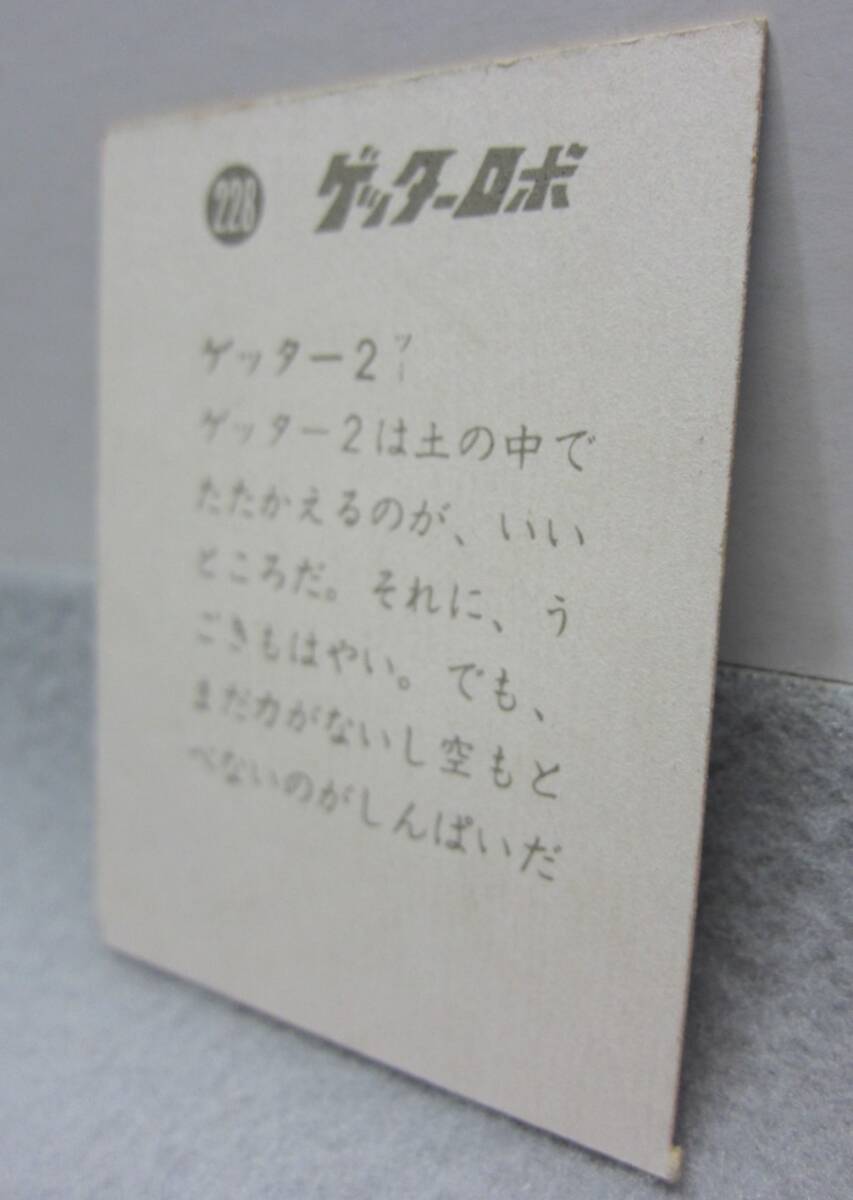 228 ゲッターロボ
ゲッター2 ツー
ゲッター2は土の中で
たたかえるのが、いい
ところだ。それに、う
ごきもはやい。でも、
まだ力がないし空もと
べないのがしんぱいだ